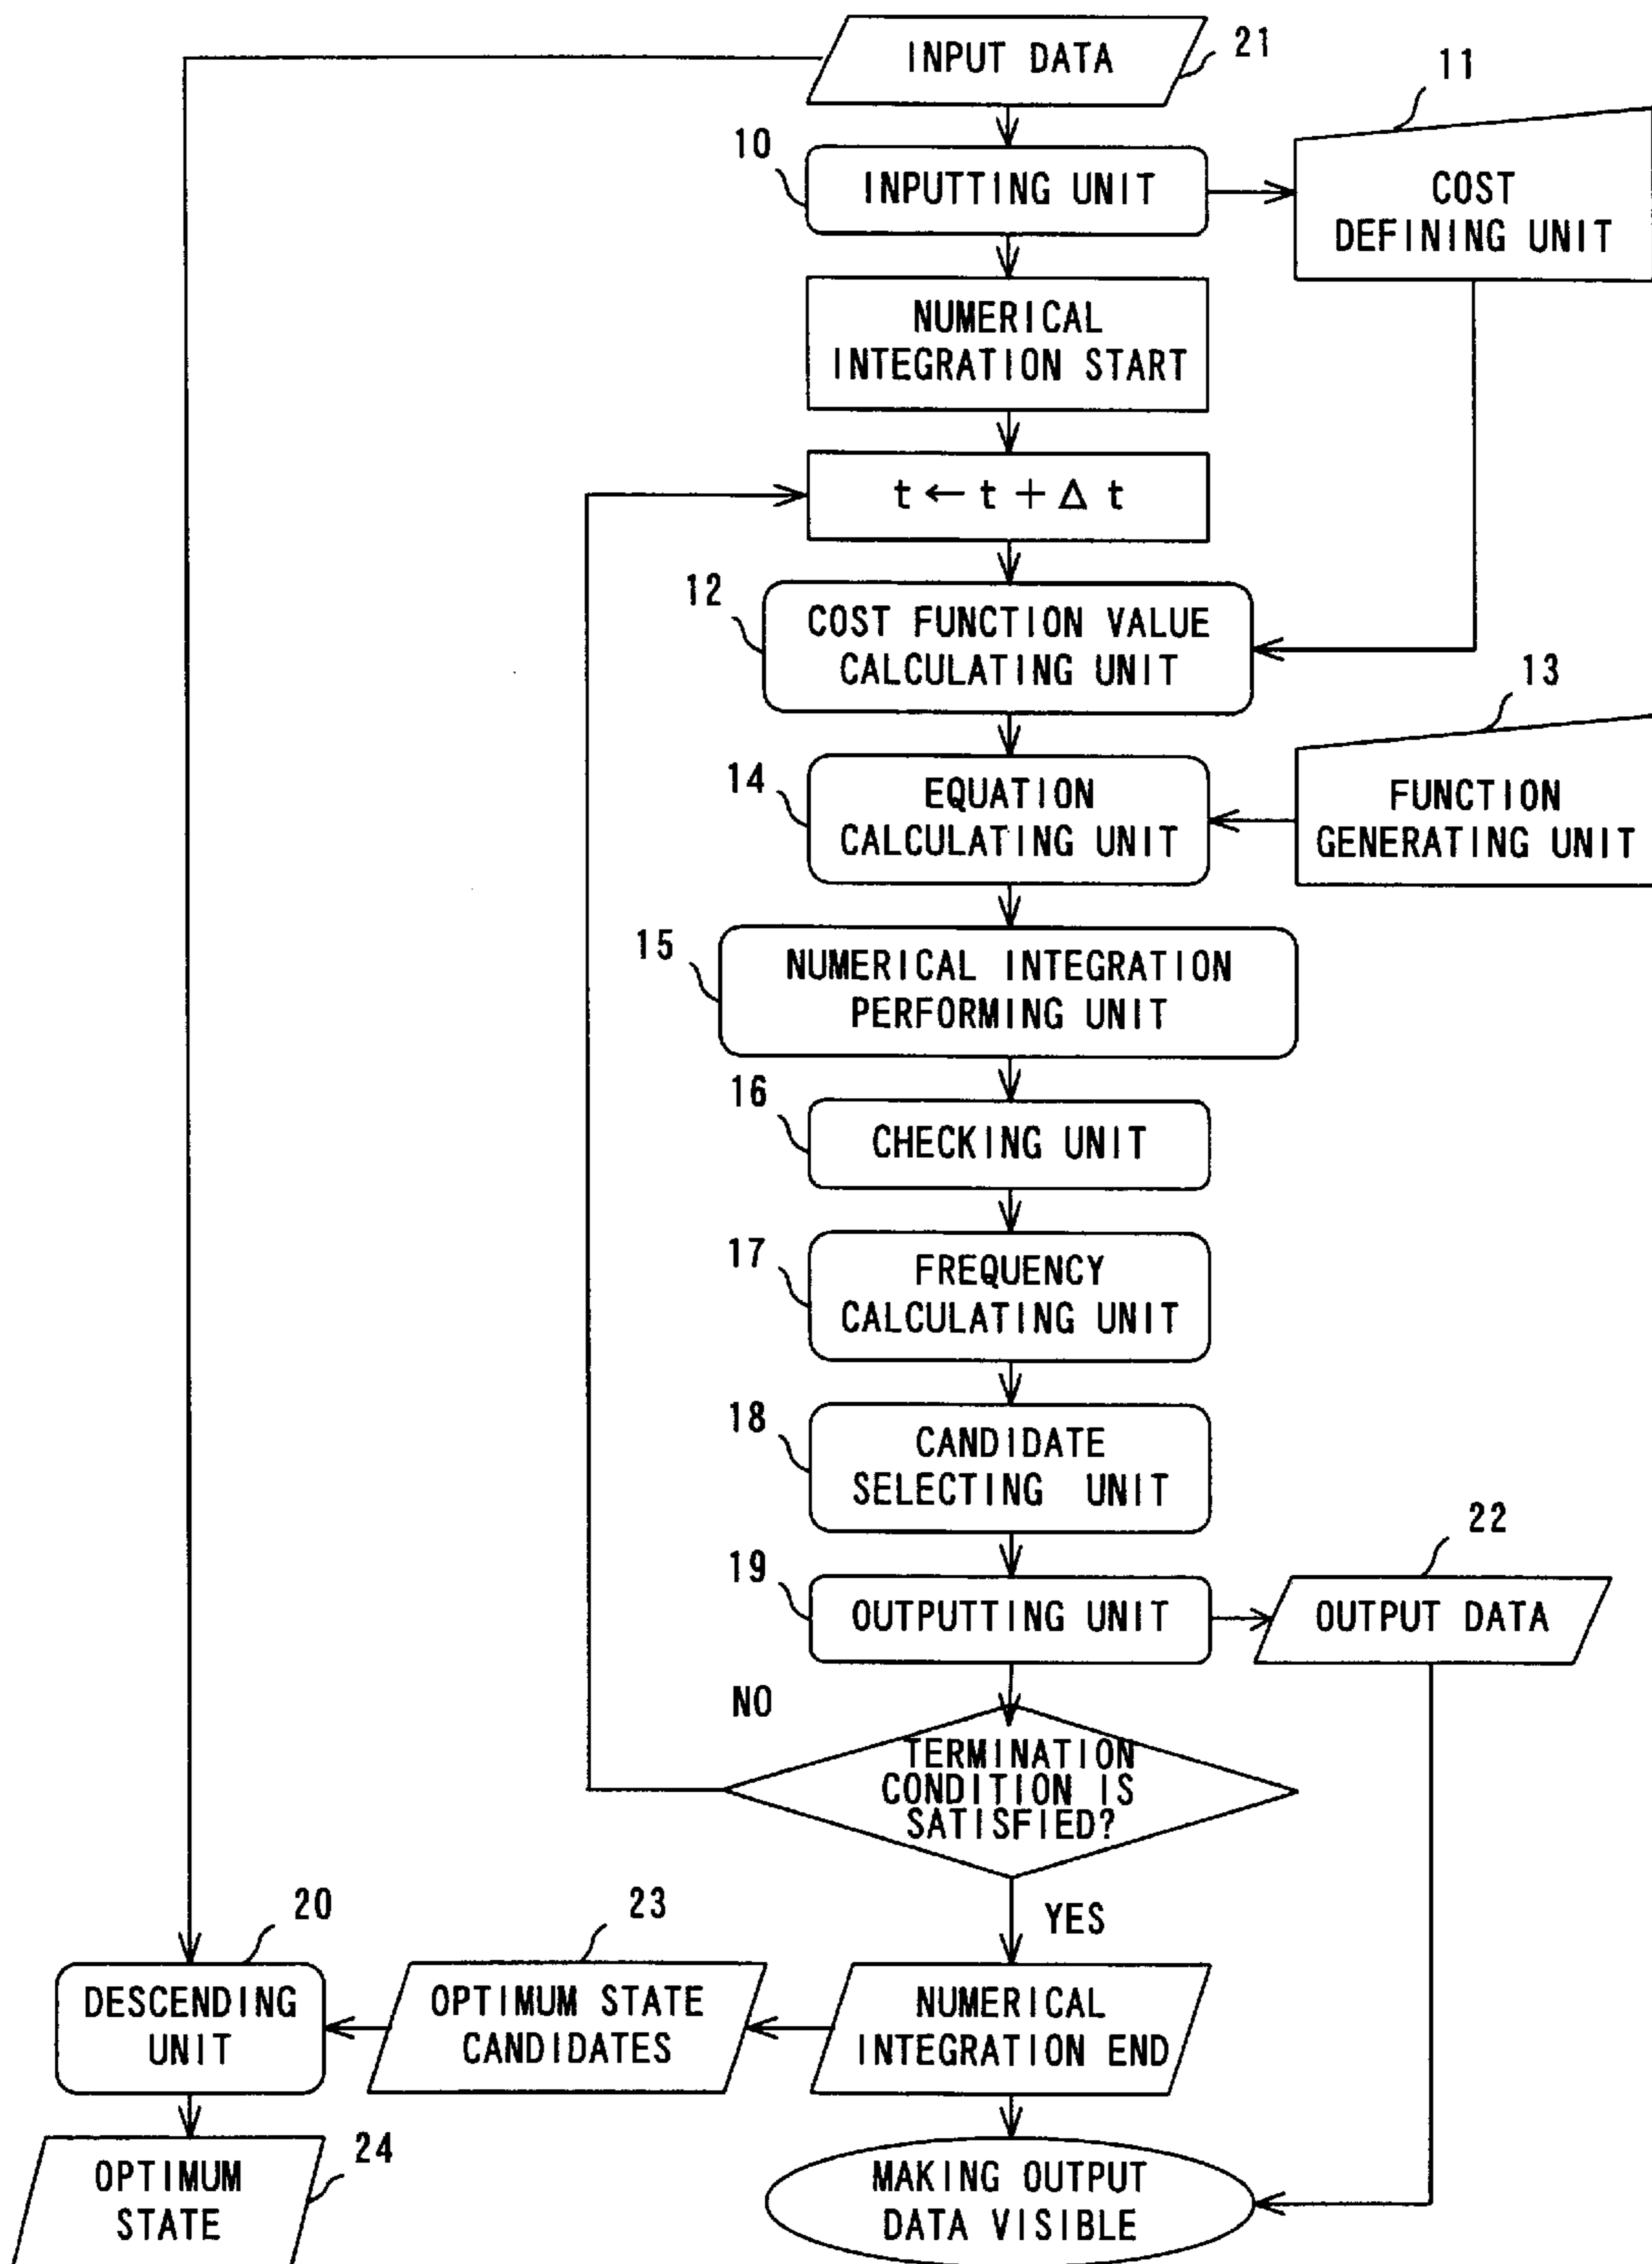 INPUT DATA
21
11
10
INPUTTING UNIT
COST
DEFINING UNIT
NUMERICAL
INTEGRATION START
t ← t + Δ t
12
COST FUNCTION VALUE
CALCULATING UNIT
13
14
EQUATION
CALCULATING UNIT
FUNCTION
GENERATING UNIT
15
NUMERICAL INTEGRATION
PERFORMING UNIT
16
CHECKING UNIT
17
FREQUENCY
CALCULATING UNIT
18
CANDIDATE
SELECTING UNIT
22
19
OUTPUTTING UNIT
OUTPUT DATA
NO
TERMINATION
CONDITION IS
SATISFIED?
YES
20
23
DESCENDING
UNIT
OPTIMUM STATE
CANDIDATES
NUMERICAL
INTEGRATION END
24
OPTIMUM
STATE
MAKING OUTPUT
DATA VISIBLE